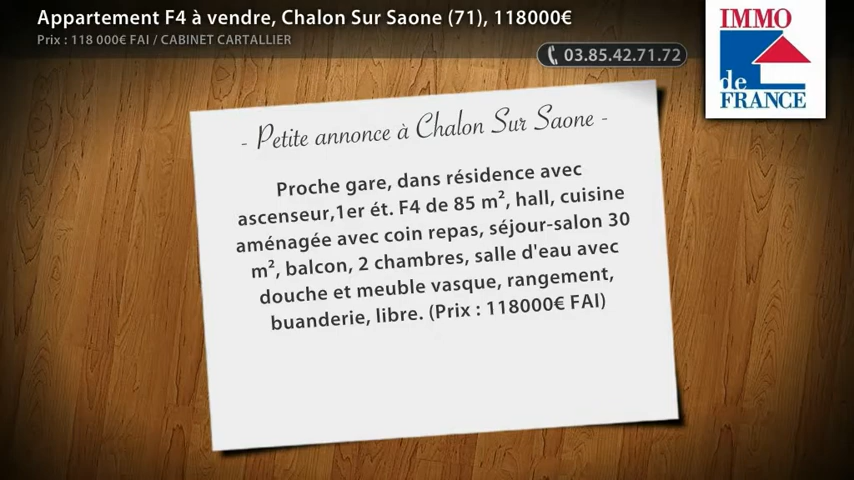 Appartement F4 à vendre, Chalon Sur Saone (71), 118000€
Prix : 118 000€ FAI / CABINET CARTALLIER
03.85.42.71.72
IMMO
de
FRANCE
- Petite annonce à Chalon Sur Saone -
Proche gare, dans résidence avec
ascenseur,1er ét. F4 de 85 m², hall, cuisine
aménagée avec coin repas, séjour-salon 30
m², balcon, 2 chambres, salle d'eau avec
douche et meuble vasque, rangement,
buanderie, libre. (Prix : 118000€ FAI)